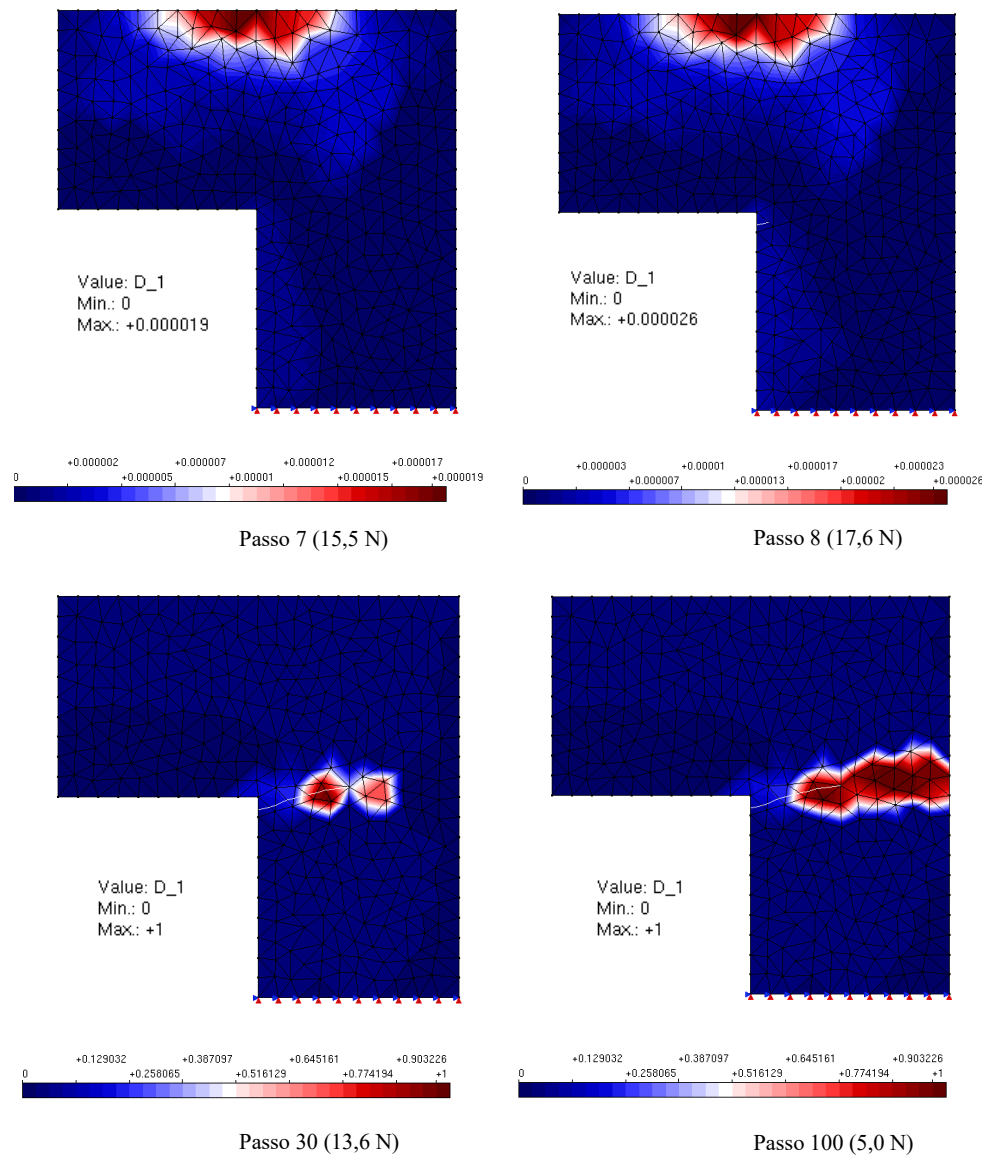 Value: D_1
Min.: 0
Max.: +0.000019
0 +0.000002 +0.000005 +0.000007 +0.00001 +0.000012 +0.000015 +0.000017 +0.000019
Passo 7 (15,5 N)
Value: D_1
Min.: 0
Max.: +0.000026
0 +0.000003 +0.000007 +0.00001 +0.000013 +0.000017 +0.00002 +0.000023 +0.000026
Passo 8 (17,6 N)
Value: D_1
Min.: 0
Max.: +1
0 +0.129032 +0.258065 +0.387097 +0.516129 +0.645161 +0.774194 +0.903226 +1
Passo 30 (13,6 N)
Value: D_1
Min.: 0
Max.: +1
0 +0.129032 +0.258065 +0.387097 +0.516129 +0.645161 +0.774194 +0.903226 +1
Passo 100 (5,0 N)